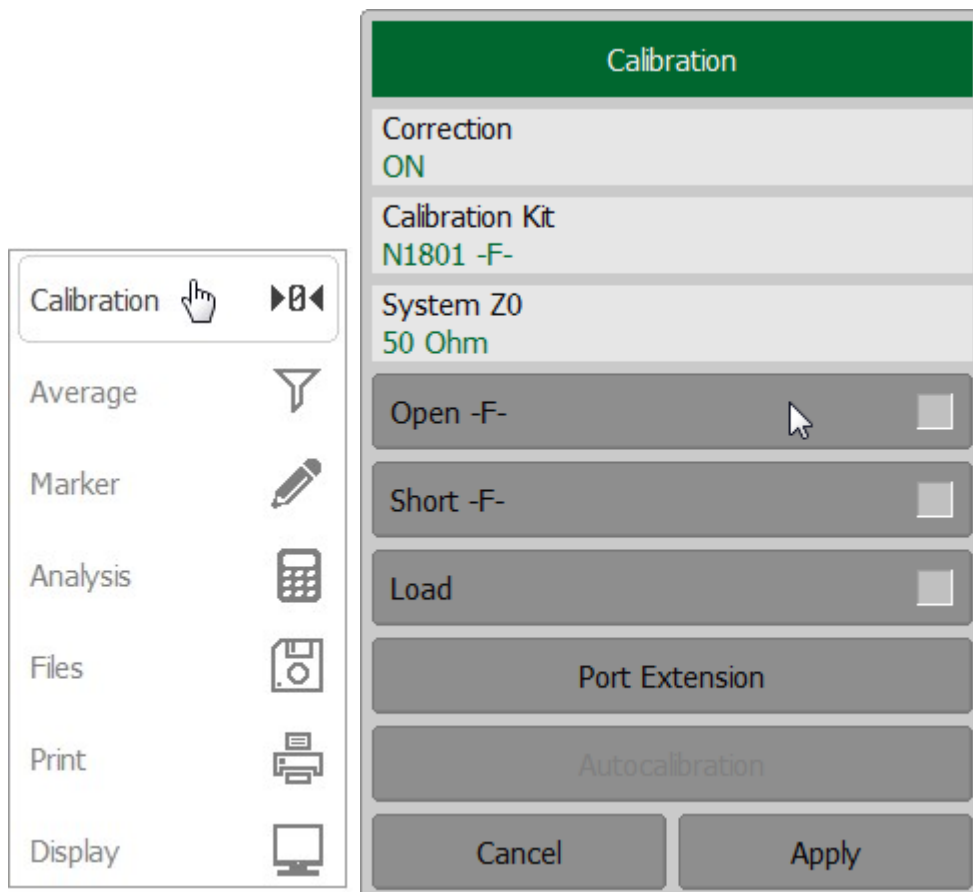 Calibration ▶0◀
Average
Marker
Analysis
Files
Print
Display
Calibration
Correction
ON
Calibration Kit
N1801 -F-
System Z0
50 Ohm
Open -F-
Short -F-
Load
Port Extension
Autocalibration
Cancel Apply